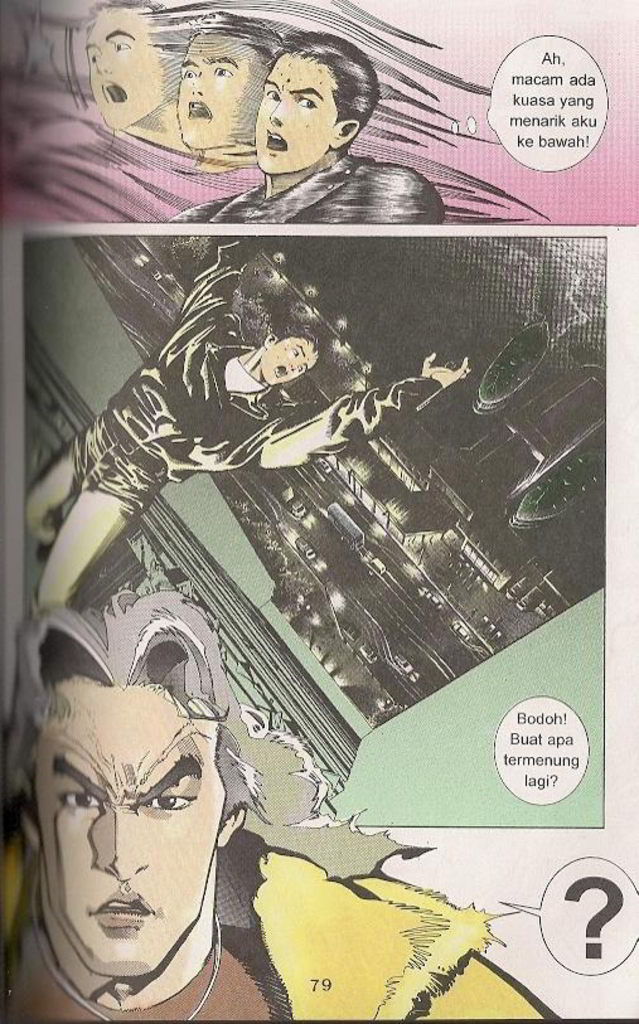 Ah,
macam ada
kuasa yang
menarik aku
ke bawah!
Bodoh!
Buat apa
termenung
lagi?
?
79